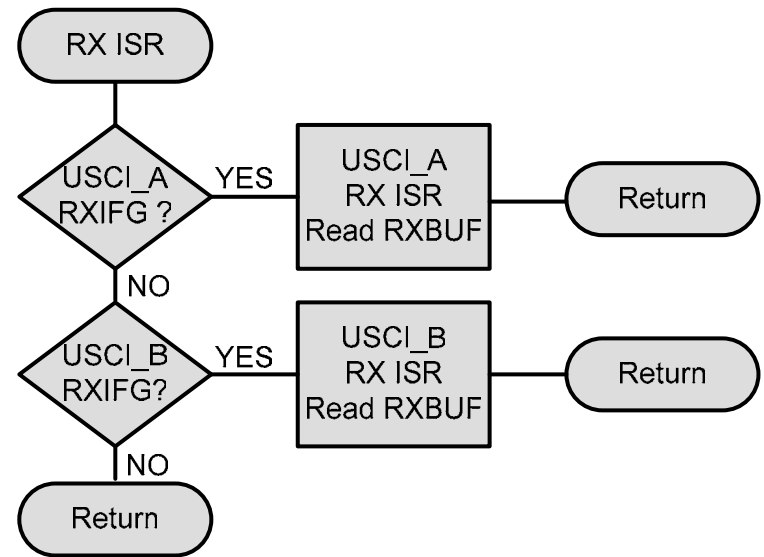 RX ISR
USCI_A
RXIFG ?
YES
USCI_A
RX ISR
Read RXBUF
Return
NO
USCI_B
RXIFG?
YES
USCI_B
RX ISR
Read RXBUF
Return
NO
Return